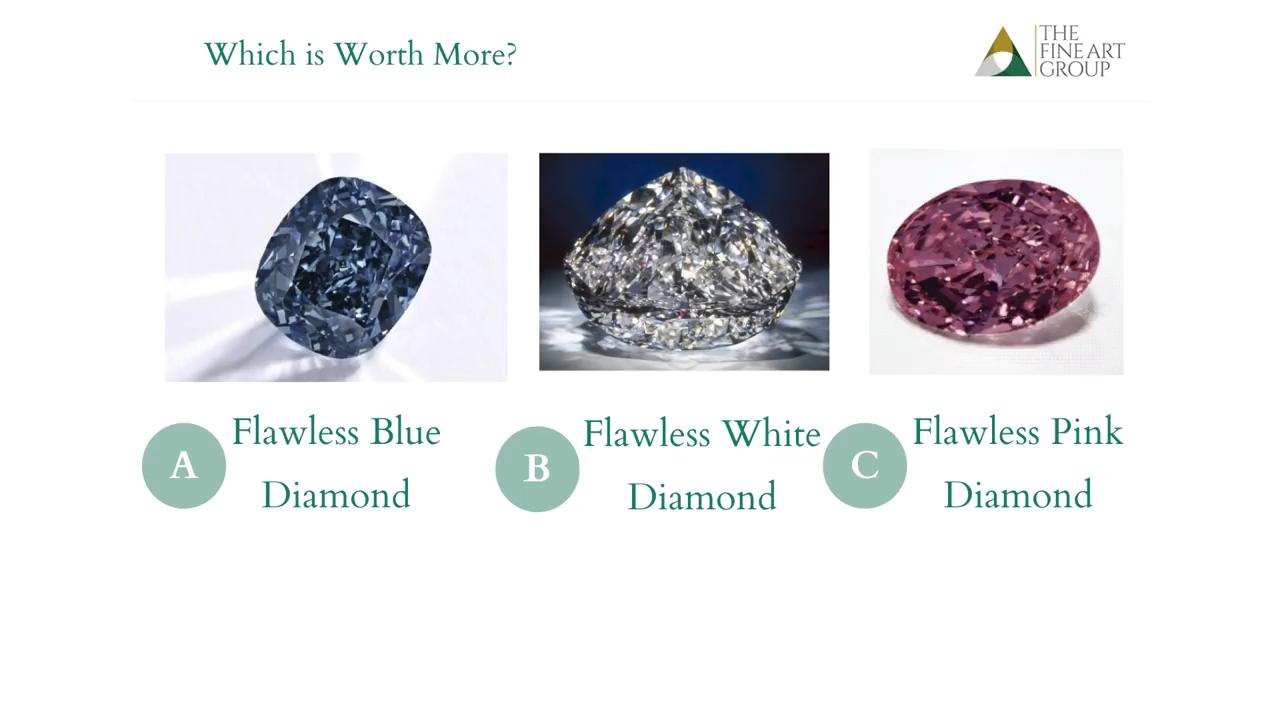 Which is Worth More?
THE
FINE ART
GROUP
A
Flawless Blue
Diamond
B
Flawless White
Diamond
C
Flawless Pink
Diamond